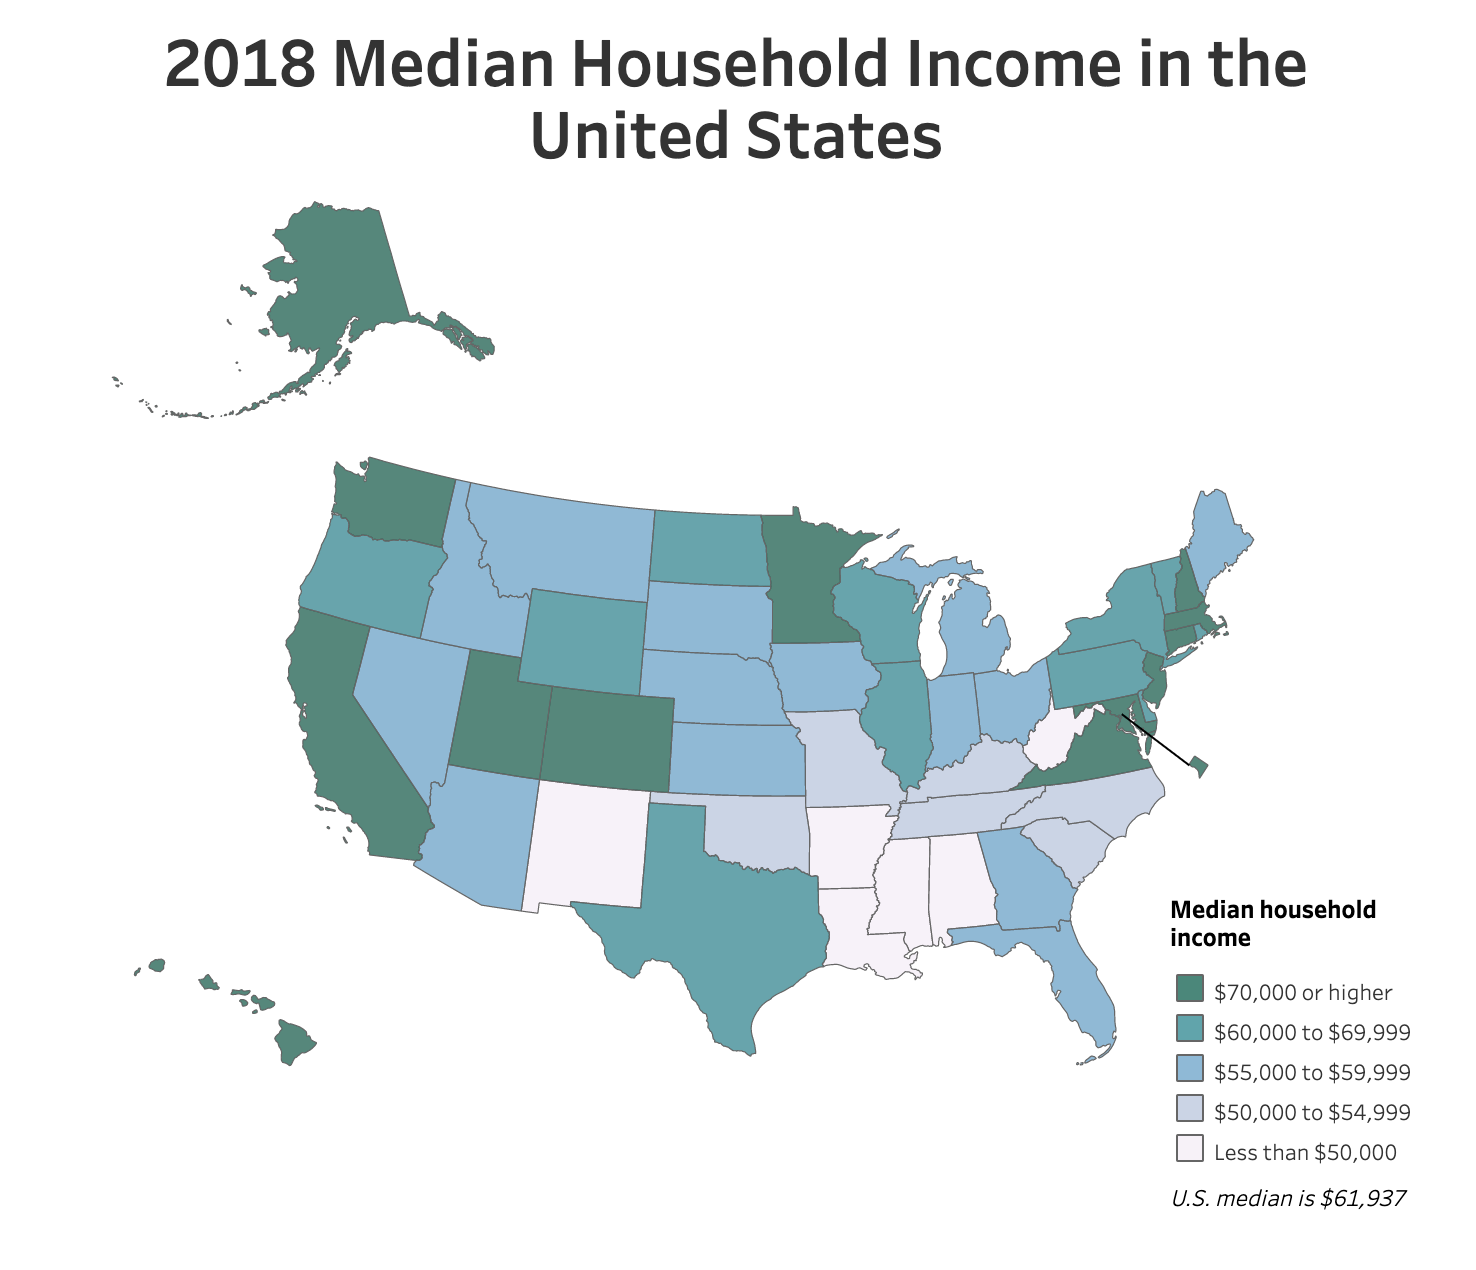 2018 Median Household Income in the
United States
Median household
income
$70,000 or higher
$60,000 to $69,999
$55,000 to $59,999
$50,000 to $54,999
Less than $50,000
U.S. median is $61,937